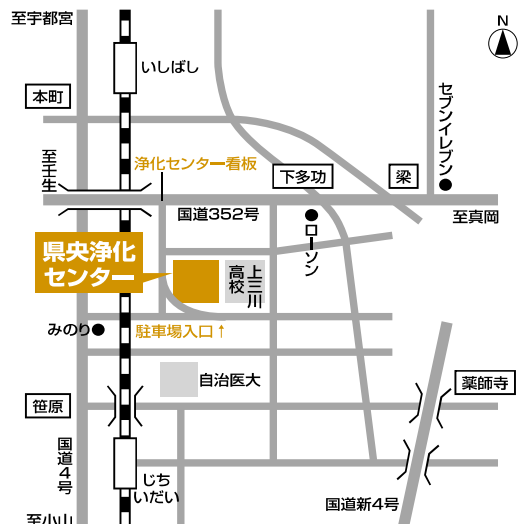 至宇都宮
N
いしばし
本町
セブンイレブン
至壬生
浄化センター看板
下多功
梁
国道352号
至真岡
ローソン
県央浄化
センター
上三川
高校
みのり
駐車場入口↑
自治医大
薬師寺
笹原
国道4号
じち
いだい
国道新4号
至小山